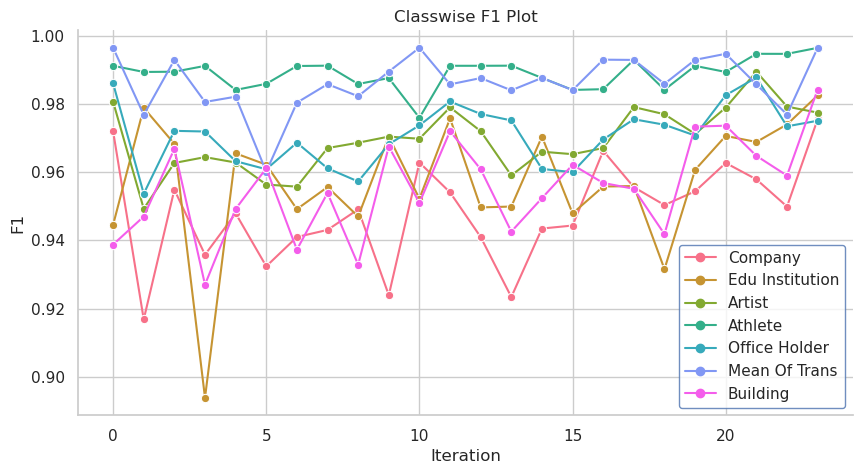 Classwise F1 Plot
1.00
0.98
0.96
0.94
0.92
0.90
F1
0
5
10
15
20
Iteration
Company
Edu Institution
Artist
Athlete
Office Holder
Mean Of Trans
Building